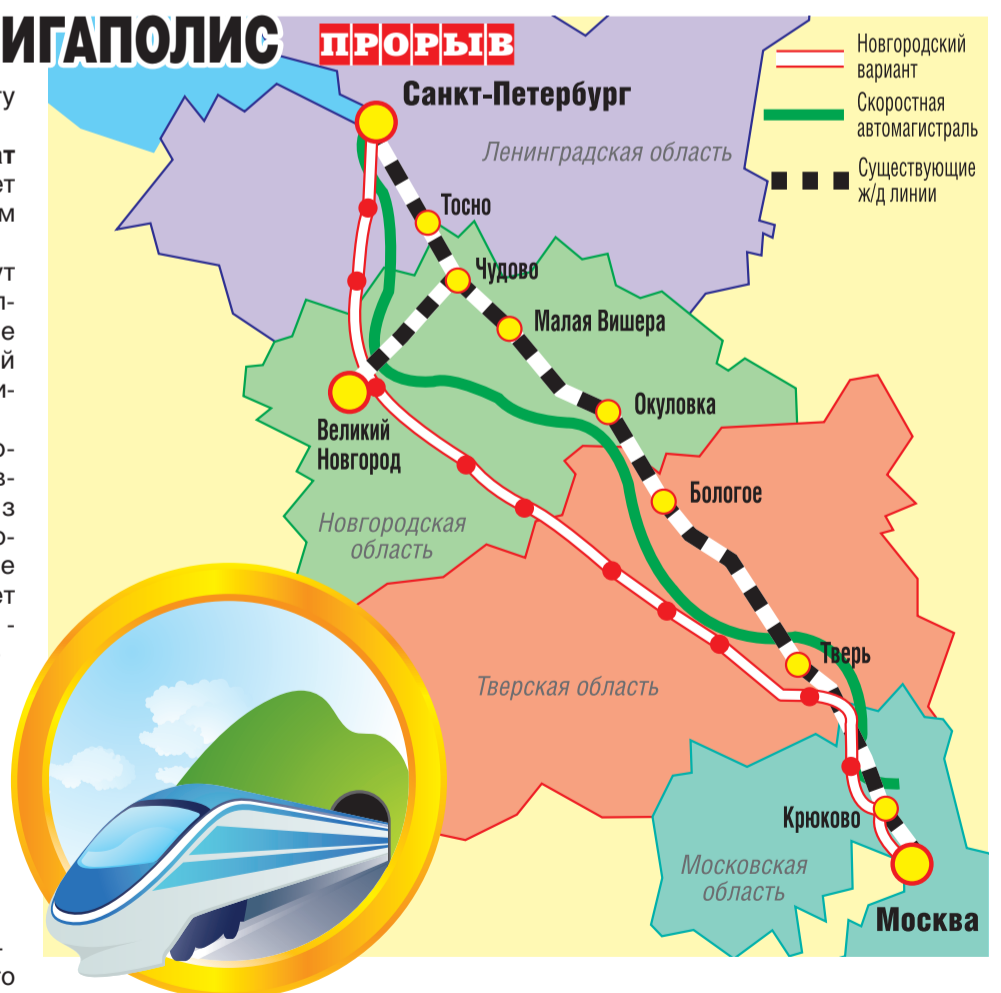 ИГАПОЛИС
ПРОРЫВ
Новгородский
вариант
Скоростная
автомагистраль
Существующие
ж/д линии
Санкт-Петербург
Ленинградская область
Тосно
Чудово
Малая Вишера
Окуловка
Великий
Новгород
Бологое
Новгородская
область
Тверь
Тверская область
Крюково
Московская
область
Москва